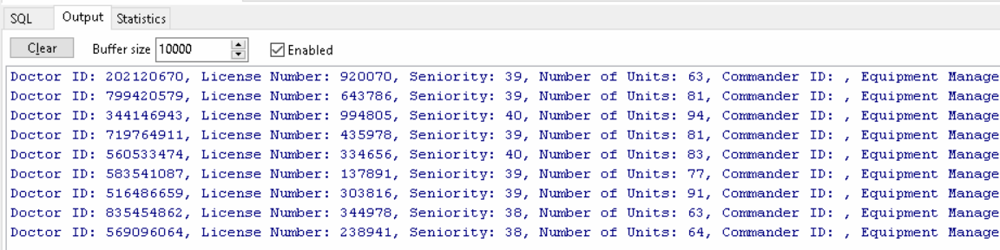 SQL Output Statistics
Clear Buffer size 10000 Enabled
Doctor ID: 202120670, License Number: 920070, Seniority: 39, Number of Units: 63, Commander ID: , Equipment Manage
Doctor ID: 799420579, License Number: 643786, Seniority: 39, Number of Units: 81, Commander ID: , Equipment Manage
Doctor ID: 344146943, License Number: 994805, Seniority: 40, Number of Units: 94, Commander ID: , Equipment Manage
Doctor ID: 719764911, License Number: 435978, Seniority: 39, Number of Units: 81, Commander ID: , Equipment Manage
Doctor ID: 560533474, License Number: 334656, Seniority: 40, Number of Units: 83, Commander ID: , Equipment Manage
Doctor ID: 583541087, License Number: 137891, Seniority: 39, Number of Units: 77, Commander ID: , Equipment Manage
Doctor ID: 516486659, License Number: 303816, Seniority: 39, Number of Units: 91, Commander ID: , Equipment Manage
Doctor ID: 835454862, License Number: 344978, Seniority: 38, Number of Units: 63, Commander ID: , Equipment Manage
Doctor ID: 569096064, License Number: 238941, Seniority: 38, Number of Units: 64, Commander ID: , Equipment Manage